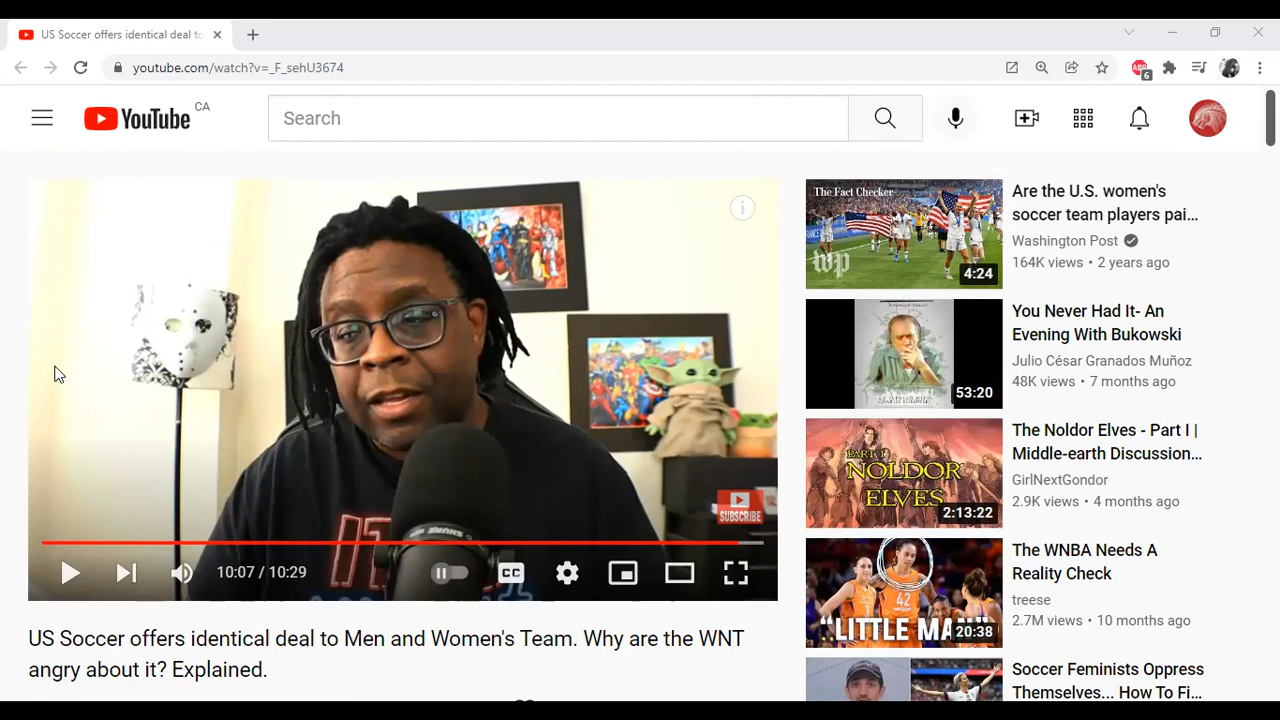 US Soccer offers identical deal to
youtube.com/watch?v=_F_sehU3674
6
YouTube CA
Search
SUBSCRIBE
10:07 / 10:29
CC
US Soccer offers identical deal to Men and Women's Team. Why are the WNT
angry about it? Explained.
The Fact Checker
wp
4:24
Are the U.S. women's
soccer team players pai...
Washington Post
164K views • 2 years ago
53:20
You Never Had It- An
Evening With Bukowski
Julio César Granados Muñoz
48K views • 7 months ago
PART I
NOLDOR
ELVES
2:13:22
The Noldor Elves - Part I |
Middle-earth Discussion...
GirlNextGondor
2.9K views • 4 months ago
42
"LITTLE MA
20:38
The WNBA Needs A
Reality Check
treese
2.7M views • 10 months ago
Soccer Feminists Oppress
Themselves... How To Fi...